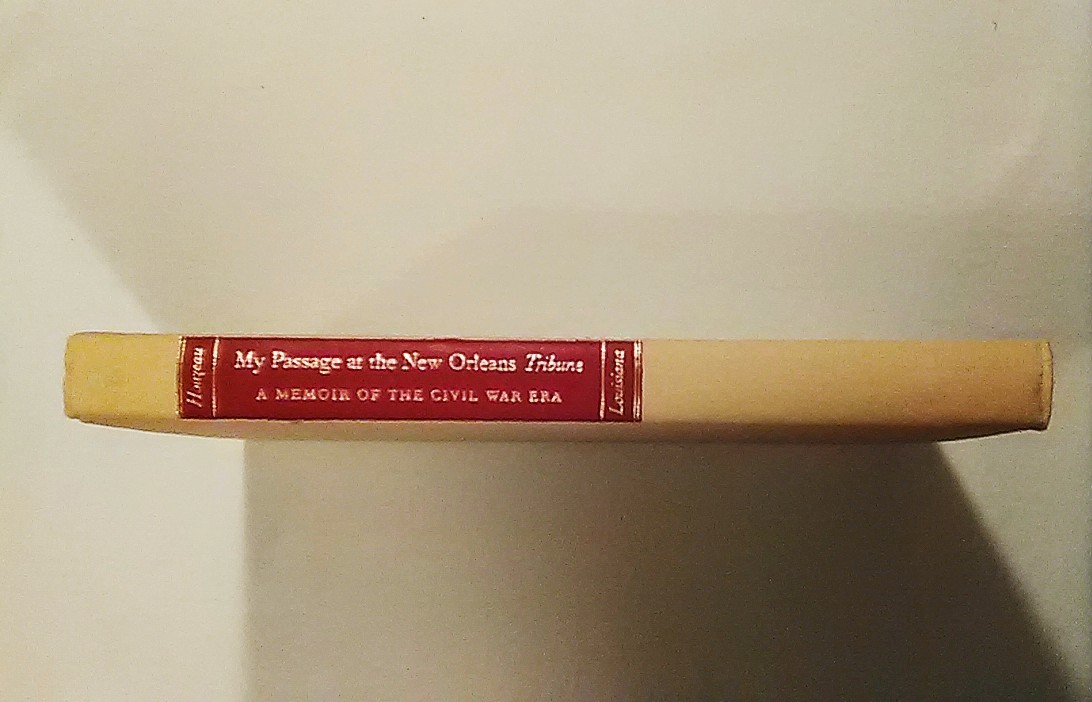 Houzeau
My Passage at the New Orleans Tribune
A MEMOIR OF THE CIVIL WAR ERA
Louisiana